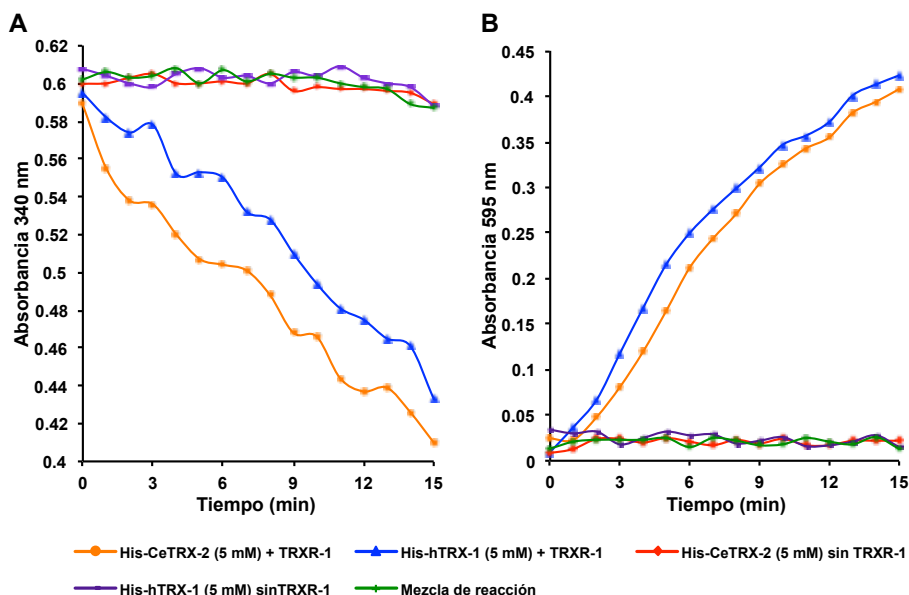 A
B
Absorbancia 340 nm
0.62
0.6
0.58
0.56
0.54
0.52
0.5
0.48
0.46
0.44
0.42
0.4
0 3 6 9 12 15
Tiempo (min)
Absorbancia 595 nm
0.45
0.4
0.35
0.3
0.25
0.2
0.15
0.1
0.05
0
0 3 6 9 12 15
Tiempo (min)
His-CeTRX-2 (5 mM) + TRXR-1
His-hTRX-1 (5 mM) + TRXR-1
His-CeTRX-2 (5 mM) sin TRXR-1
His-hTRX-1 (5 mM) sinTRXR-1
Mezcla de reacción